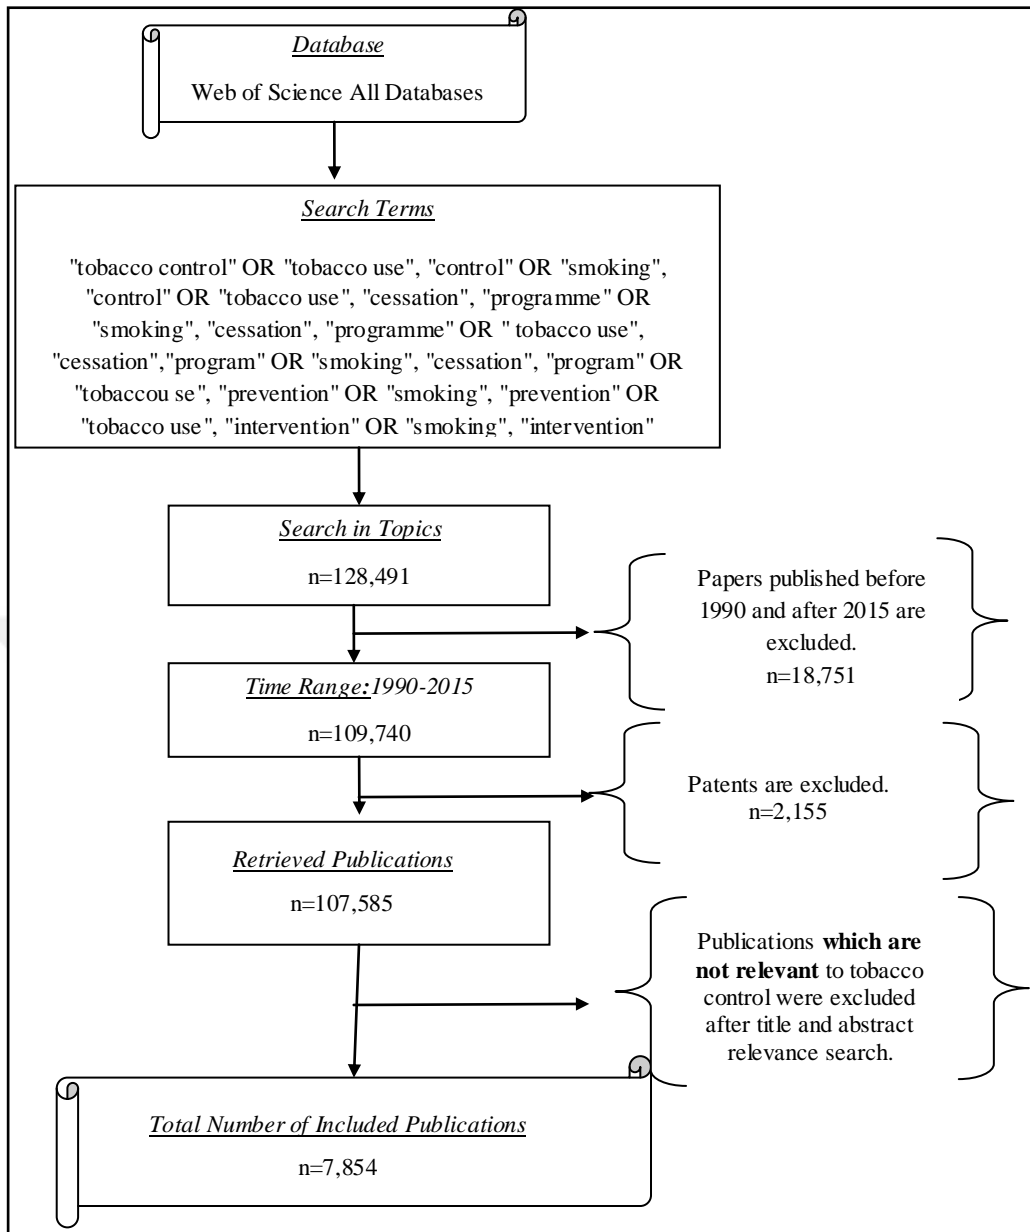 Database
Web of Science All Databases
Search Terms
"tobacco control" OR "tobacco use", "control" OR "smoking",
"control" OR "tobacco use", "cessation", "programme" OR
"smoking", "cessation", "programme" OR " tobacco use",
"cessation","program" OR "smoking", "cessation", "program" OR
"tobaccou se", "prevention" OR "smoking", "prevention" OR
"tobacco use", "intervention" OR "smoking", "intervention"
Search in Topics
n=128,491
Papers published before
1990 and after 2015 are
excluded.
n=18,751
Time Range:1990-2015
n=109,740
Patents are excluded.
n=2,155
Retrieved Publications
n=107,585
Publications which are
not relevant to tobacco
control were excluded
after title and abstract
relevance search.
Total Number of Included Publications
n=7,854